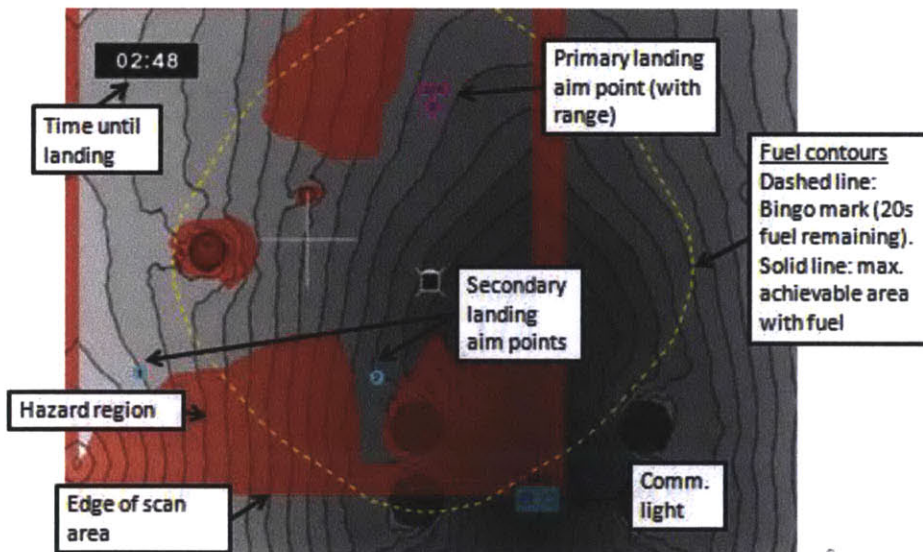 02:48
Time until
landing
Primary landing
aim point (with
range)
Fuel contours
Dashed line:
Bingo mark (20s
fuel remaining).
Solid line: max.
achievable area
with fuel
Secondary
landing
aim points
Hazard region
Edge of scan
area
Comm.
light